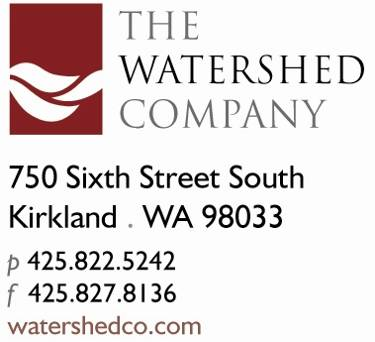 THE
WATERSHED
COMPANY
750 Sixth Street South
Kirkland . WA 98033
p 425.822.5242
f 425.827.8136
watershedco.com